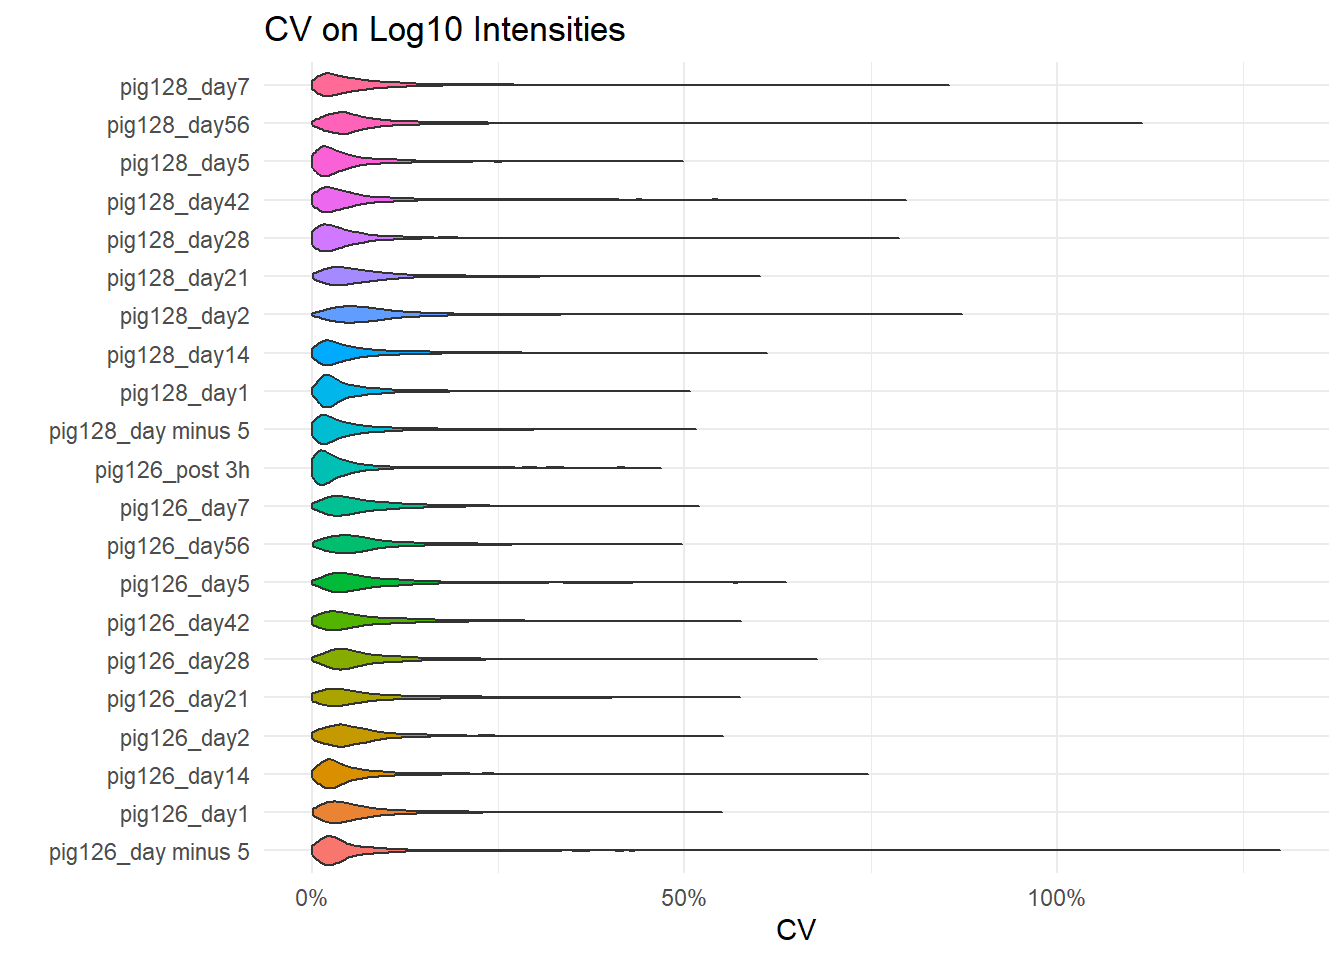 CV on Log10 Intensities
pig128_day7
pig128_day56
pig128_day5
pig128_day42
pig128_day28
pig128_day21
pig128_day2
pig128_day14
pig128_day1
pig128_day minus 5
pig126_post 3h
pig126_day7
pig126_day56
pig126_day5
pig126_day42
pig126_day28
pig126_day21
pig126_day2
pig126_day14
pig126_day1
pig126_day minus 5
0% 50% 100%
CV